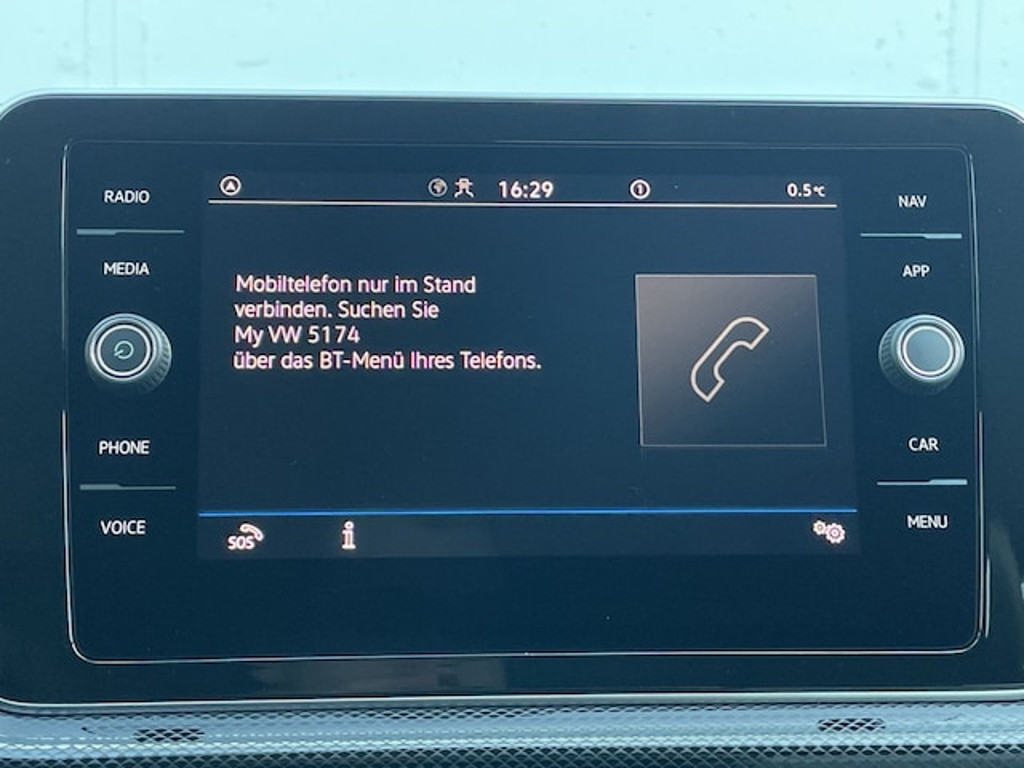 RADIO
MEDIA
PHONE
VOICE
16:29
1
0.5°C
Mobiltelefon nur im Stand
verbinden. Suchen Sie
My VW 5174
über das BT-Menü Ihres Telefons.
SOS
i
NAV
APP
CAR
MENU